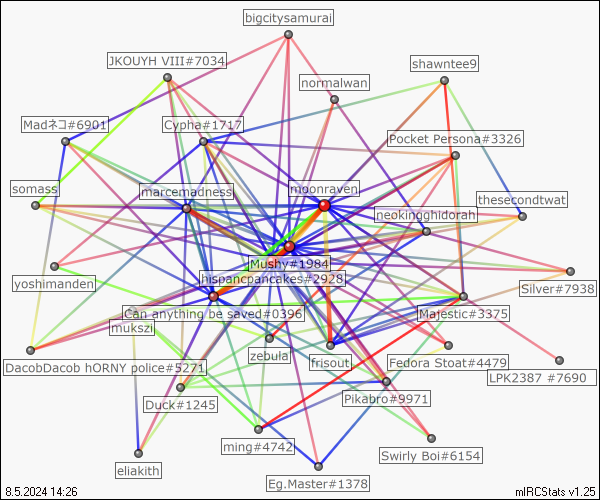 bigcitysamurai
JKOUYH VIII#7034
shawntee9
normalwan
Madネコ#6901
Cypha#1717
Pocket Persona#3326
somass
marcemadness
moonraven
thesecondtwat
neokingghidorah
Mushy#1984
yoshimanden
hispancpancakes#2928
Silver#7938
Can anything be saved#0396
Majestic#3375
mukszi
zebula
frisout
Fedora Stoat#4479
DacobDacob hORNY police#5271
LPK2387 #7690
Duck#1245
Pikabro#9971
ming#4742
Swirly Boi#6154
eliakith
Eg.Master#1378
8.5.2024 14:26
mIRCStats v1.25